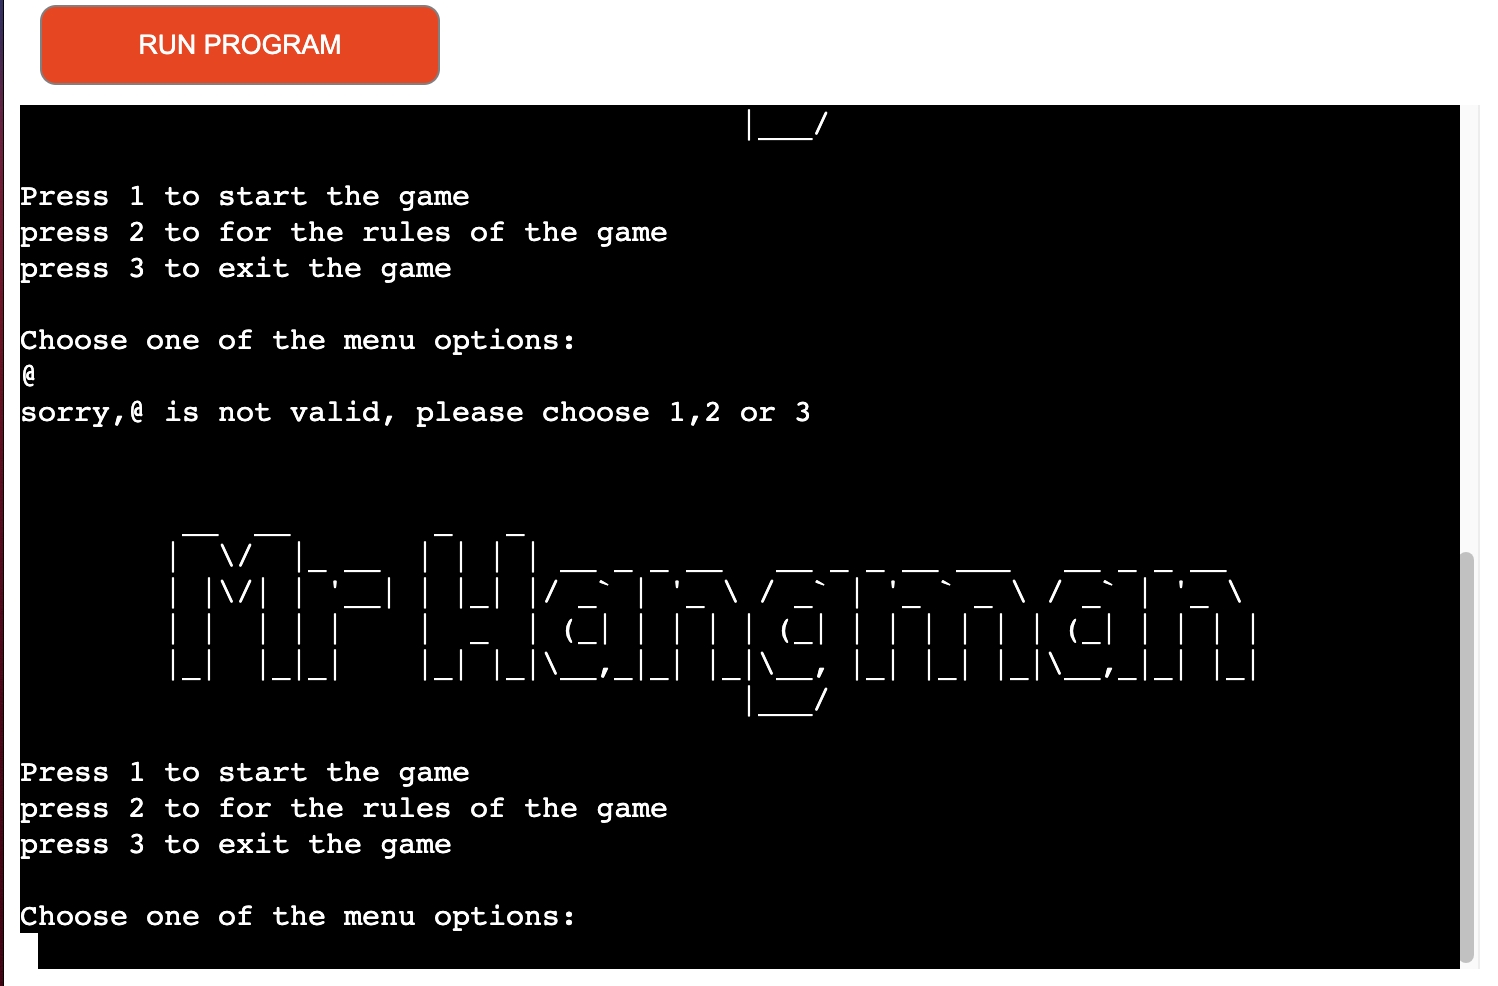 RUN PROGRAM
|___/
Press 1 to start the game
press 2 to for the rules of the game
press 3 to exit the game
Choose one of the menu options:
@
sorry,@ is not valid, please choose 1,2 or 3
Mr Hangman
Press 1 to start the game
press 2 to for the rules of the game
press 3 to exit the game
Choose one of the menu options: